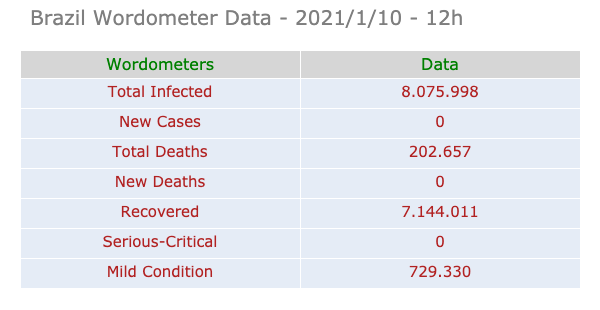 Brazil Wordometer Data - 2021/1/10 - 12h
Wordometers Data
Total Infected 8.075.998
New Cases 0
Total Deaths 202.657
New Deaths 0
Recovered 7.144.011
Serious-Critical 0
Mild Condition 729.330